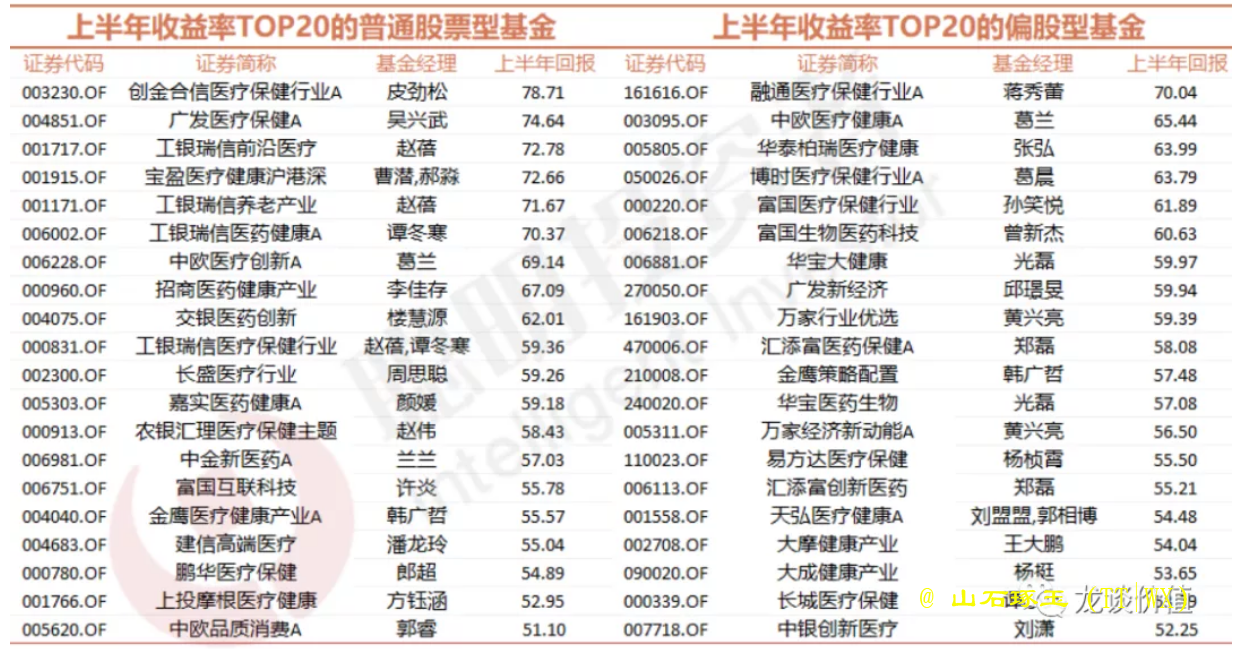 上半年收益率TOP20的普通股票型基金 上半年收益率TOP20的偏股型基金
证券代码 证券简称 基金经理 上半年回报 证券代码 证券简称 基金经理 上半年回报
003230.OF 创金合信医疗保健行业A 皮劲松 78.71 161616.OF 融通医疗保健行业A 蒋秀蕾 70.04
004851.OF 广发医疗保健A 吴兴武 74.64 003095.OF 中欧医疗健康A 葛兰 65.44
001717.OF 工银瑞信前沿医疗 赵蓓 72.78 005805.OF 华泰柏瑞医疗健康 张弘 63.99
001915.OF 宝盈医疗健康沪港深 曹潜,郝淼 72.66 050026.OF 博时医疗保健行业A 葛晨 63.79
001171.OF 工银瑞信养老产业 赵蓓 71.67 000220.OF 富国医疗保健行业 孙笑悦 61.89
006002.OF 工银瑞信医药健康A 谭冬寒 70.37 006218.OF 富国生物医药科技 曾新杰 60.63
006228.OF 中欧医疗创新A 葛兰 69.14 006881.OF 华宝大健康 光磊 59.97
000960.OF 招商医药健康产业 李佳存 67.09 270050.OF 广发新经济 邱璟旻 59.94
004075.OF 交银医药创新 楼慧源 62.01 161903.OF 万家行业优选 黄兴亮 59.39
000831.OF 工银瑞信医疗保健行业 赵蓓,谭冬寒 59.36 470006.OF 汇添富医药保健A 郑磊 58.08
002300.OF 长盛医疗行业 周思聪 59.26 210008.OF 金鹰策略配置 韩广哲 57.48
005303.OF 嘉实医药健康A 颜媛 59.18 240020.OF 华宝医药生物 光磊 57.08
000913.OF 农银汇理医疗保健主题 赵伟 58.43 005311.OF 万家经济新动能A 黄兴亮 56.50
006981.OF 中金新医药A 兰兰 57.03 110023.OF 易方达医疗保健 杨桢霄 55.50
006751.OF 富国互联科技 许炎 55.78 006113.OF 汇添富创新医药 郑磊 55.21
004040.OF 金鹰医疗健康产业A 韩广哲 55.57 001558.OF 天弘医疗健康A 刘盟盟,郭相博 54.48
004683.OF 建信高端医疗 潘龙玲 55.04 002708.OF 大摩健康产业 王大鹏 54.04
000780.OF 鹏华医疗保健 郎超 54.89 090020.OF 大成健康产业 杨挺 53.65
001766.OF 上投摩根医疗健康 方钰涵 52.95 000339.OF 长城医疗保健 龙谈价值
005620.OF 中欧品质消费A 郭睿 51.10 007718.OF 中银创新医疗 刘潇 52.25
聪明投资者
Intelligent Investor